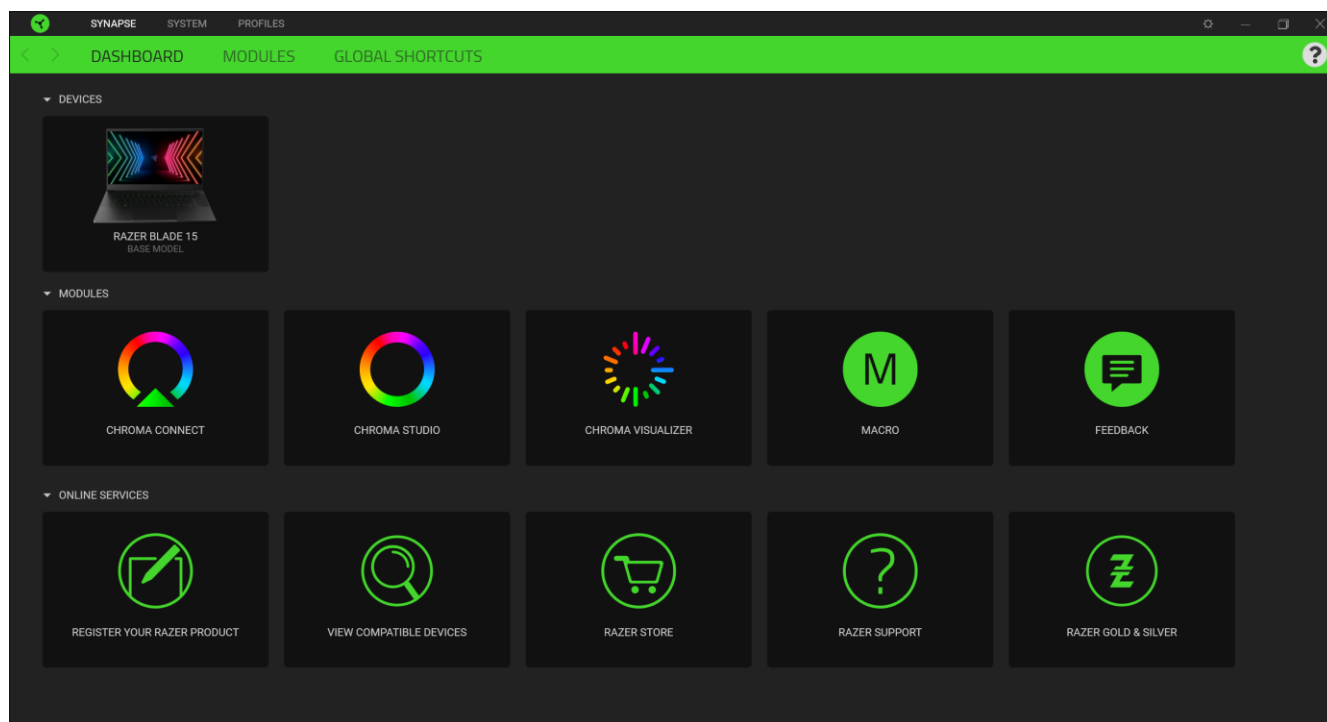 SYNAPSE SYSTEM PROFILES
DASHBOARD MODULES GLOBAL SHORTCUTS
?
DEVICES
RAZER BLADE 15
BASE MODEL
MODULES
M
CHROMA CONNECT CHROMA STUDIO CHROMA VISUALIZER MACRO FEEDBACK
ONLINE SERVICES
?
REGISTER YOUR RAZER PRODUCT VIEW COMPATIBLE DEVICES RAZER STORE RAZER SUPPORT RAZER GOLD & SILVER